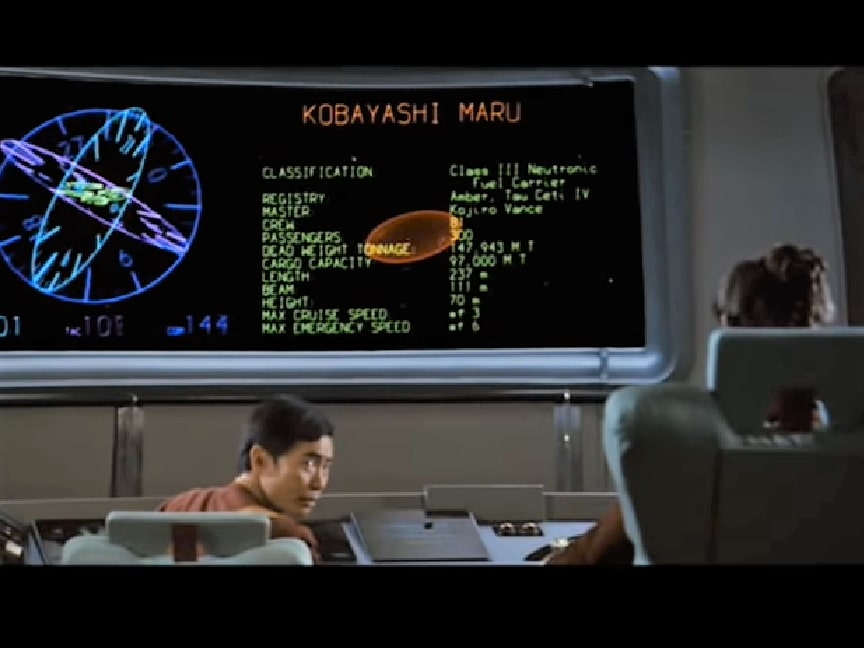 KOBAYASHI MARU
CLASSIFICATION Class III Neutronic
Fuel Carrier
REGISTRY Amber, Tau Ceti IV
MASTER: Kojiro Vance
CREW 81
PASSENGERS 300
DEAD WEIGHT TONNAGE: 147,943 M T
CARGO CAPACITY 97,000 M T
LENGTH 237 m
BEAM 111 m
HEIGHT: 70 m
MAX CRUISE SPEED wf 3
MAX EMERGENCY SPEED wf 6
01 144